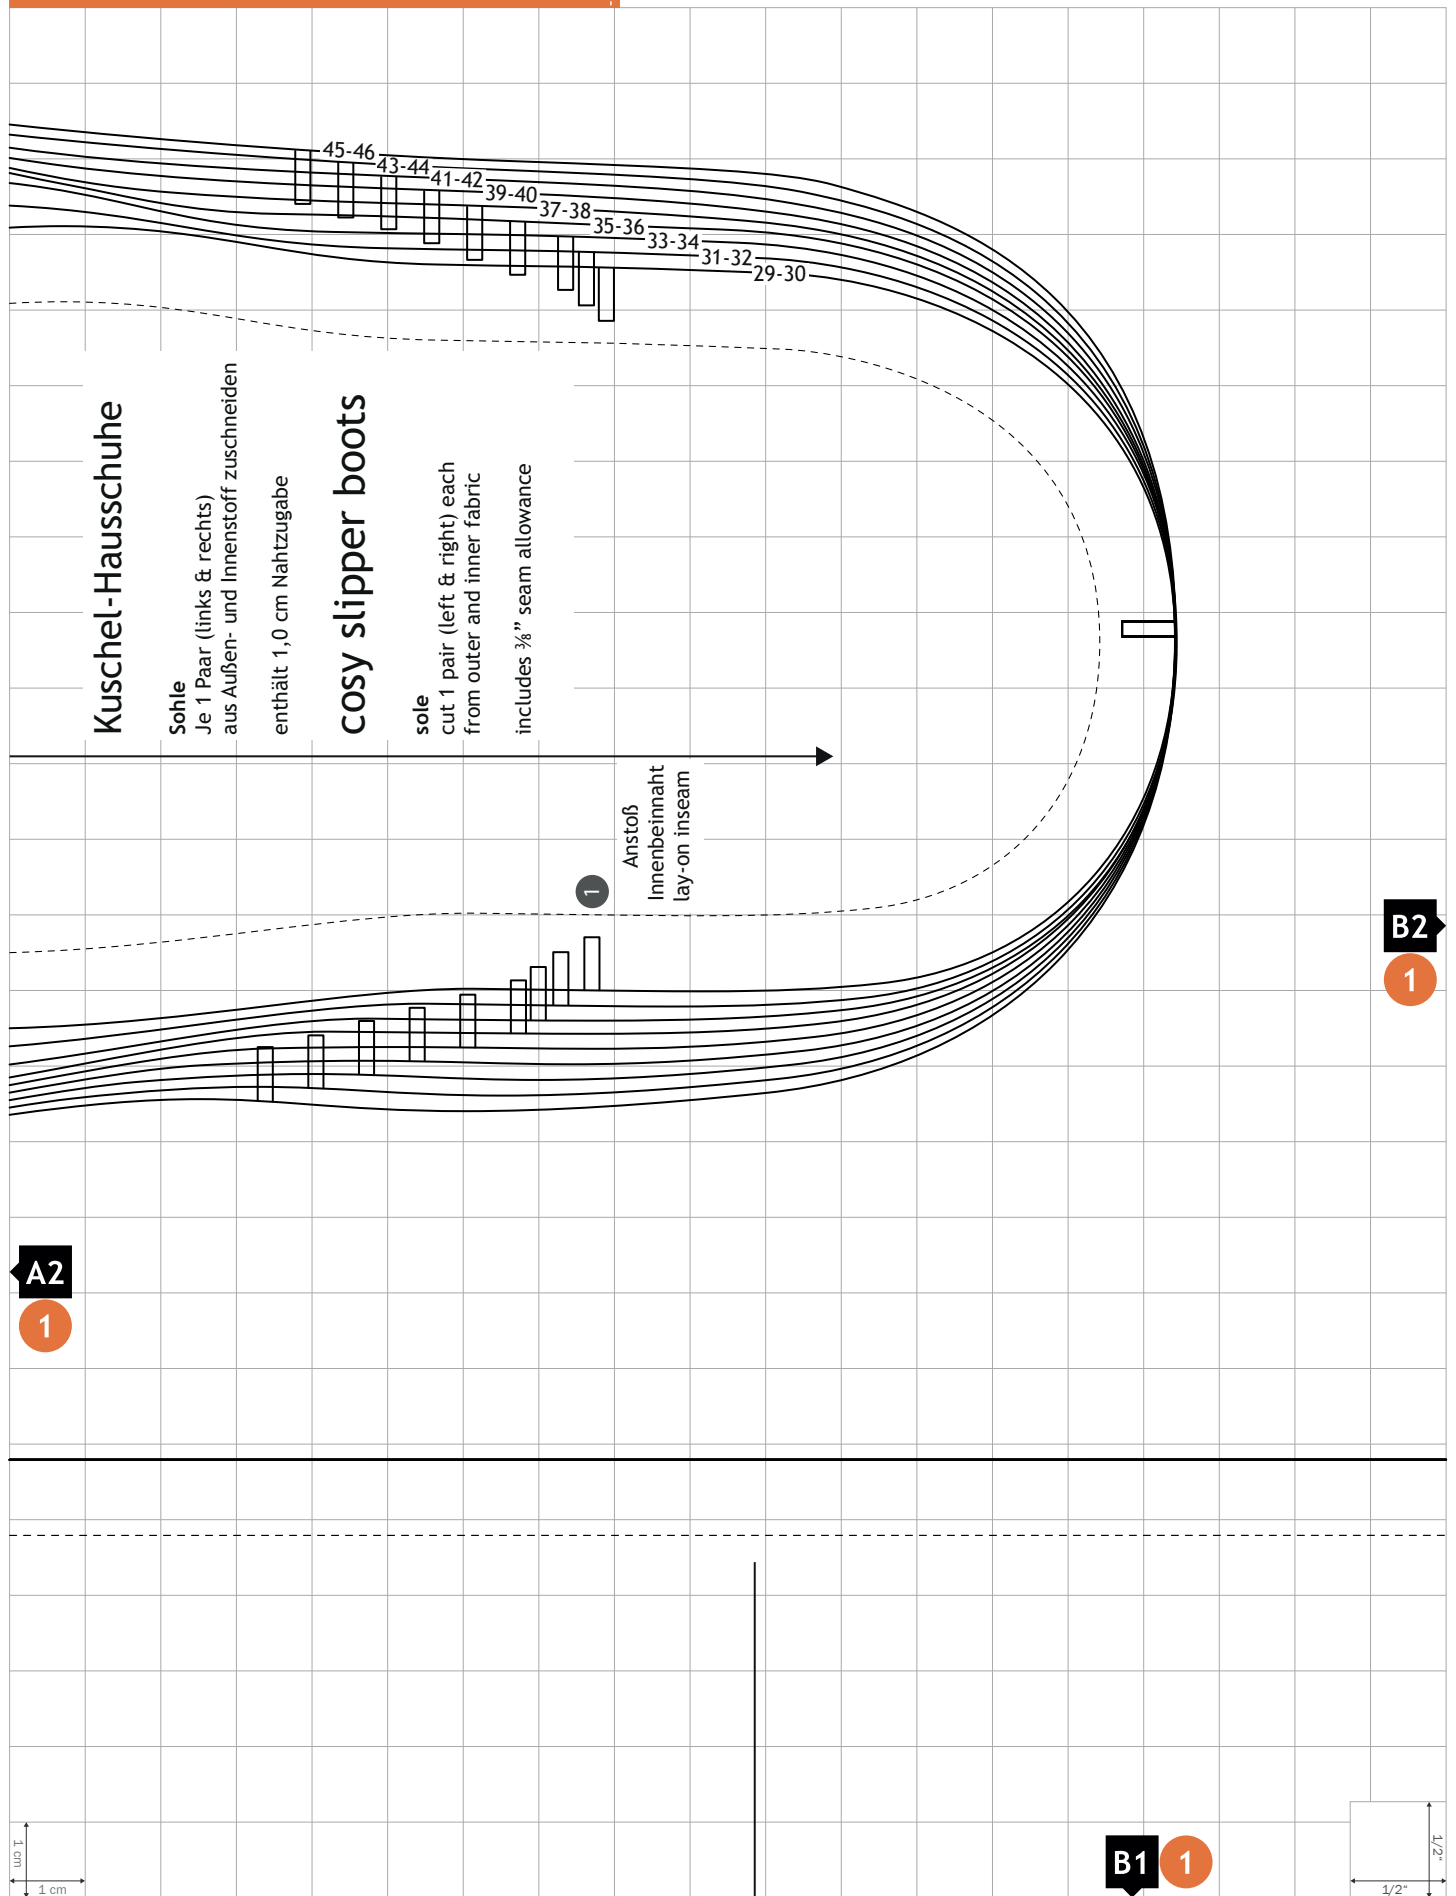 45-46
43-44
41-42
39-40
37-38
35-36
33-34
31-32
29-30
Kuschel-Hausschuhe
Sohle
Je 1 Paar (links & rechts)
aus Außen- und Innenstoff zuschneiden
enthält 1,0 cm Nahtzugabe
cosy slipper boots
sole
cut 1 pair (left & right) each
from outer and inner fabric
includes ⅜” seam allowance
Anstoß
Innenbeinnaht
lay-on inseam
1
B2
1
A2
1
B1 1
1 cm
1 cm
1/2“
1/2“